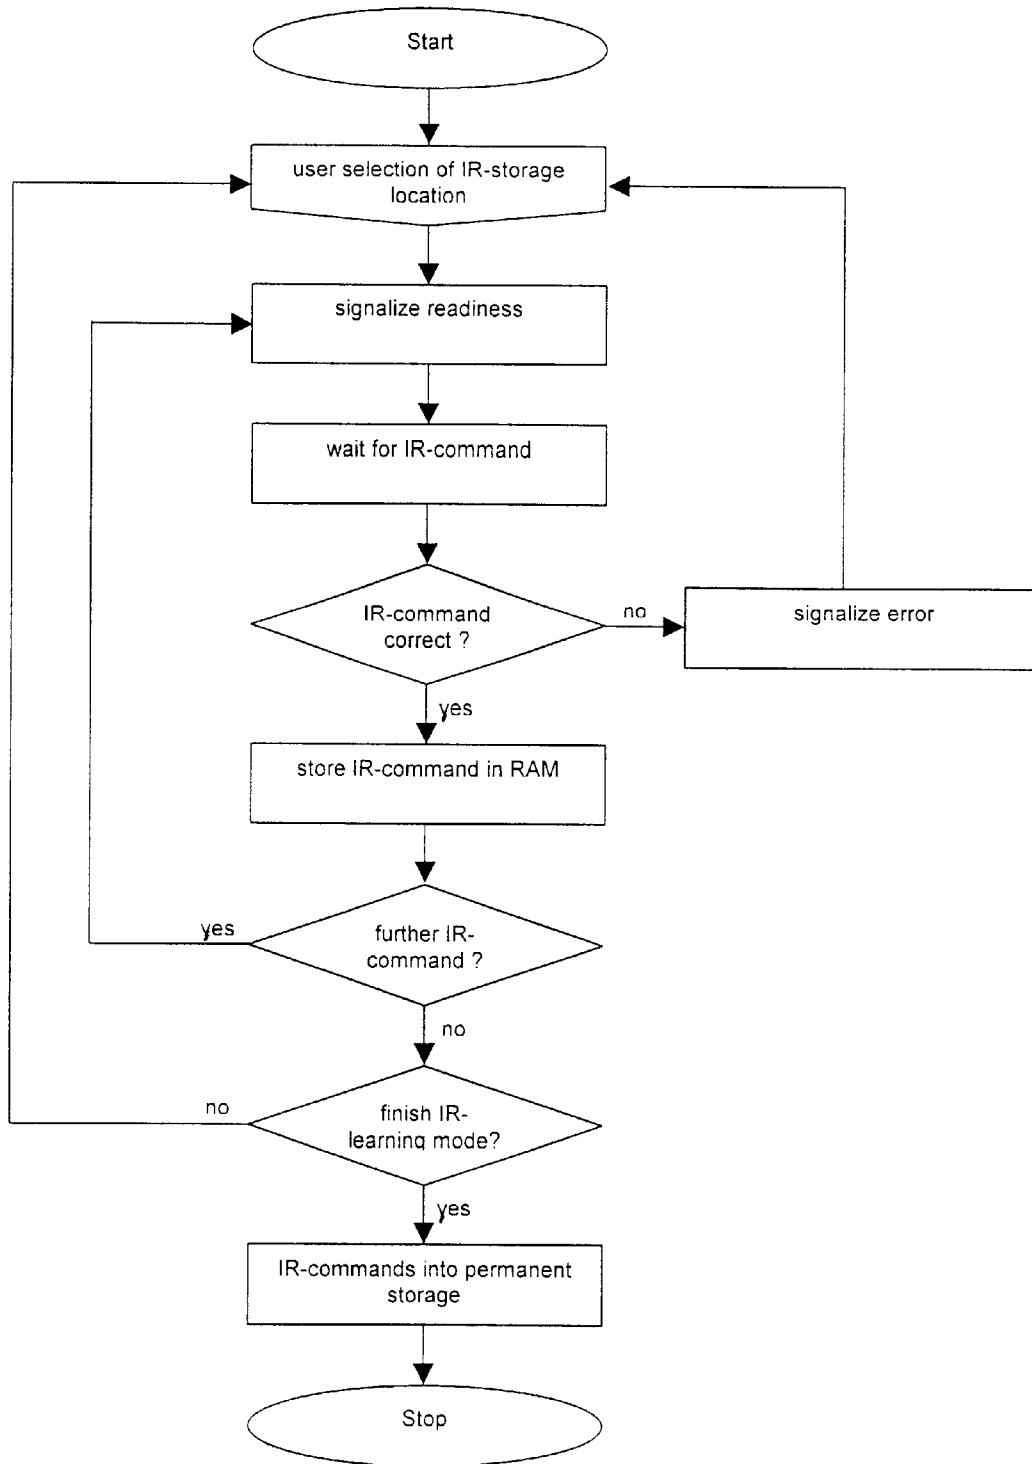 Start
user selection of IR-storage
location
signalize readiness
wait for IR-command
IR-command
correct ?
no
signalize error
yes
store IR-command in RAM
yes
further IR-
command ?
no
no
finish IR-
learning mode?
yes
IR-commands into permanent
storage
Stop